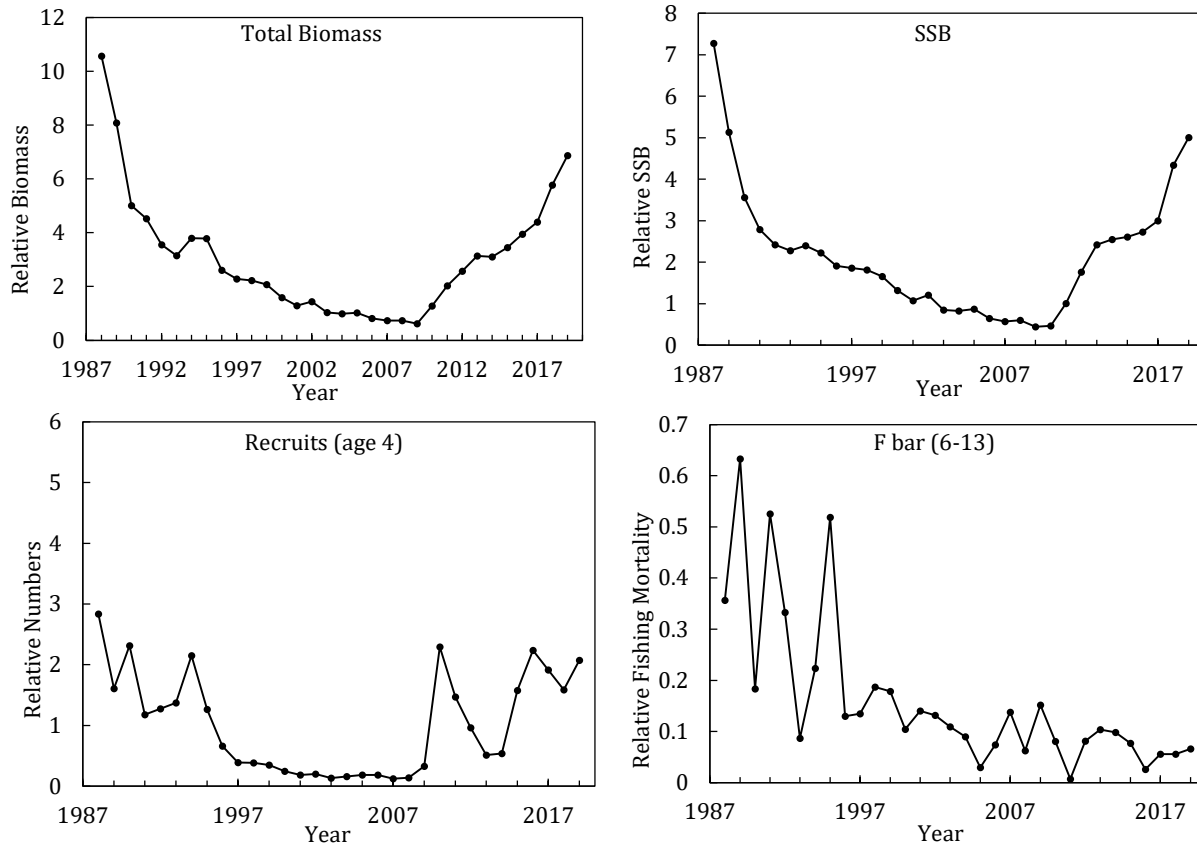 Total Biomass
12
10
8
6
4
2
0
Relative Biomass
1987 1992 1997 2002 2007 2012 2017
Year
SSB
8
7
6
5
4
3
2
1
0
Relative SSB
1987 1997 2007 2017
Year
Recruits (age 4)
6
5
4
3
2
1
0
Relative Numbers
1987 1997 2007 2017
Year
F bar (6-13)
0.7
0.6
0.5
0.4
0.3
0.2
0.1
0
Relative Fishing Mortality
1987 1997 2007 2017
Year